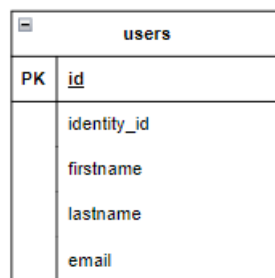 users
PK id
identity_id
firstname
lastname
email